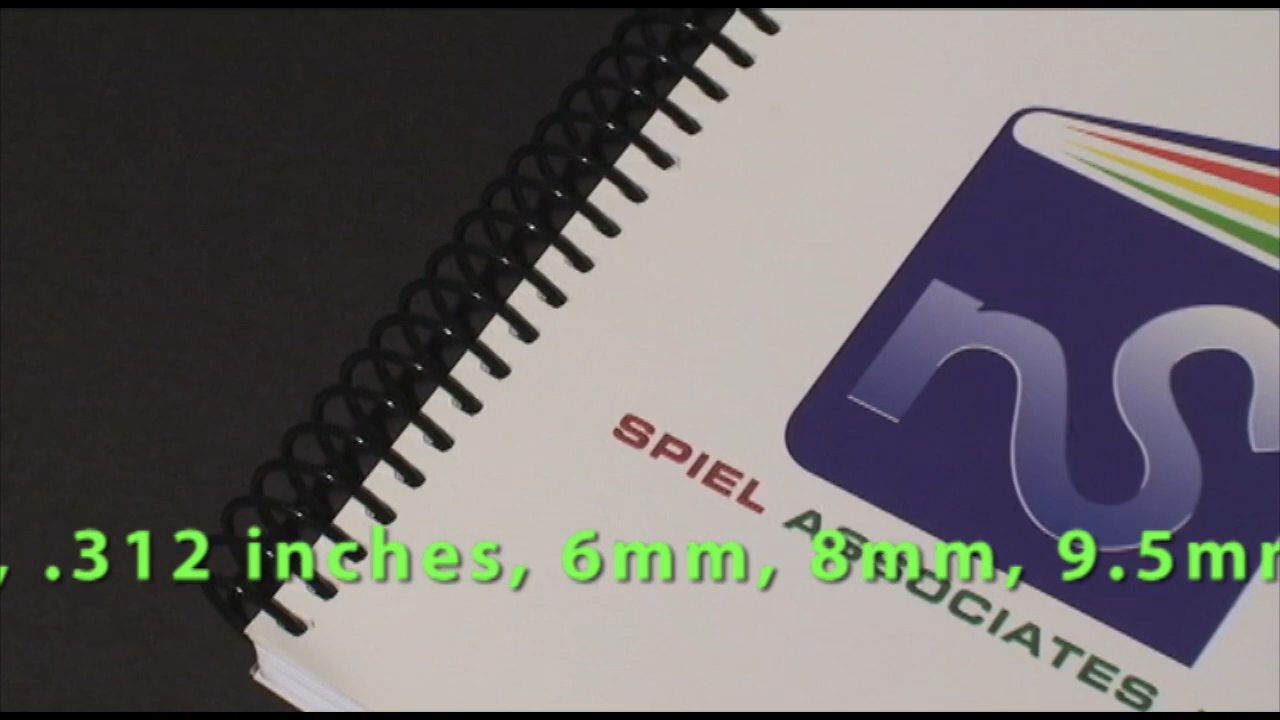 SPIEL ASSOCIATES
, .312 inches, 6mm, 8mm, 9.5mm